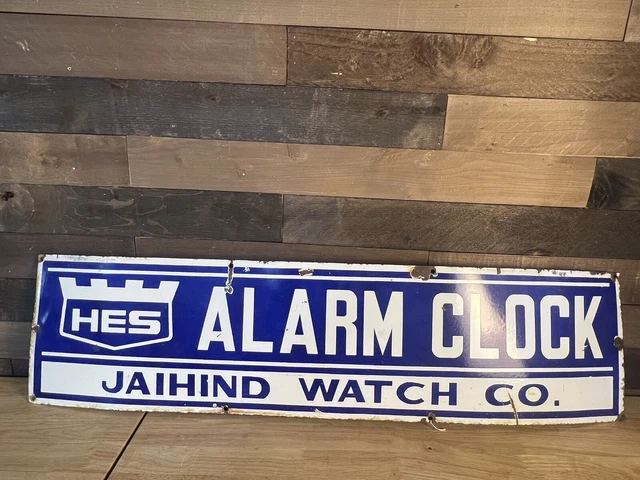 HES
ALARM CLOCK
JAIHIND WATCH CO.